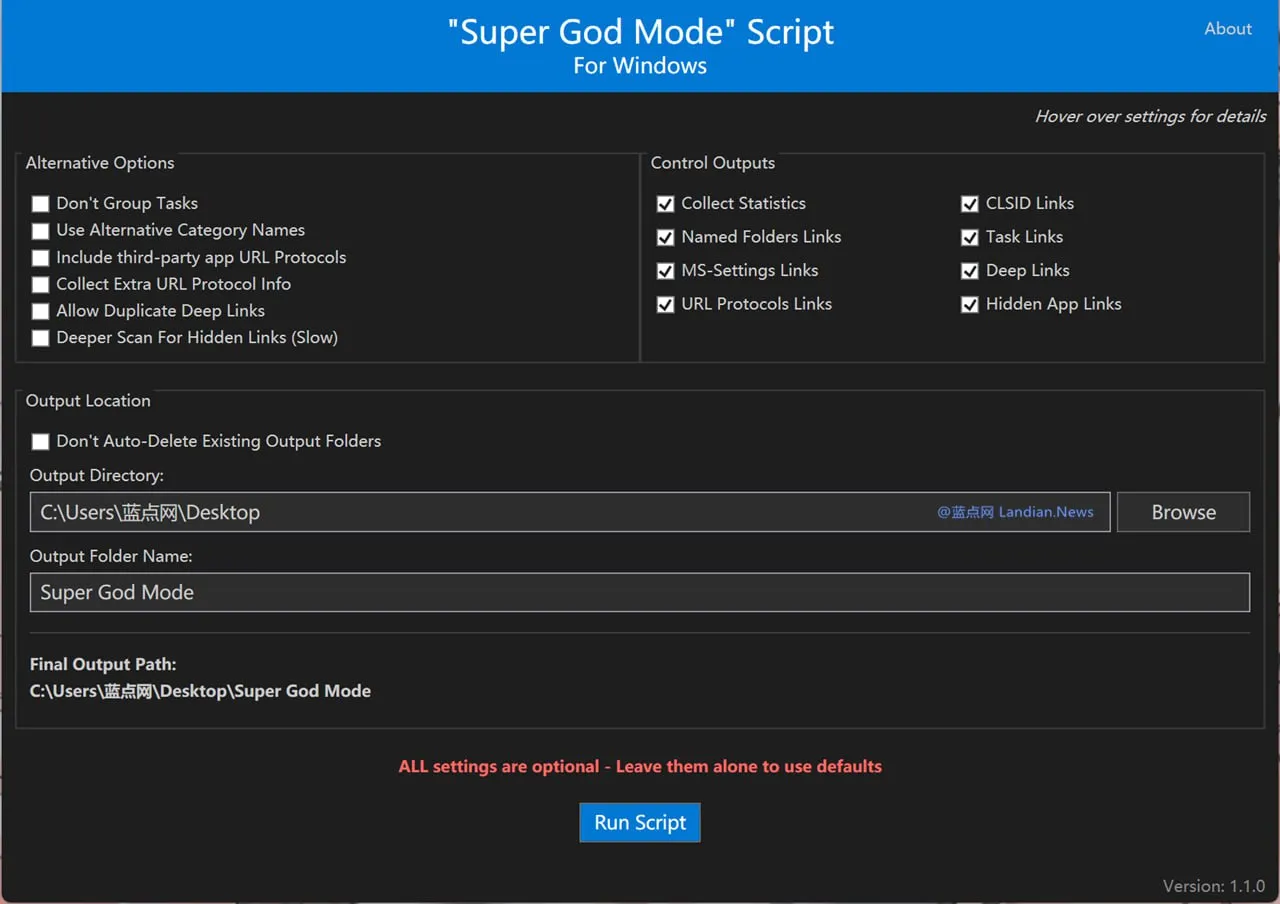 "Super God Mode" Script
For Windows
About
Hover over settings for details
Alternative Options
Don't Group Tasks
Use Alternative Category Names
Include third-party app URL Protocols
Collect Extra URL Protocol Info
Allow Duplicate Deep Links
Deeper Scan For Hidden Links (Slow)
Control Outputs
Collect Statistics
CLSID Links
Named Folders Links
Task Links
MS-Settings Links
Deep Links
URL Protocols Links
Hidden App Links
Output Location
Don't Auto-Delete Existing Output Folders
Output Directory:
C:\Users\蓝点网\Desktop
@蓝点网 Landian.News
Browse
Output Folder Name:
Super God Mode
Final Output Path:
C:\Users\蓝点网\Desktop\Super God Mode
ALL settings are optional - Leave them alone to use defaults
Run Script
Version: 1.1.0